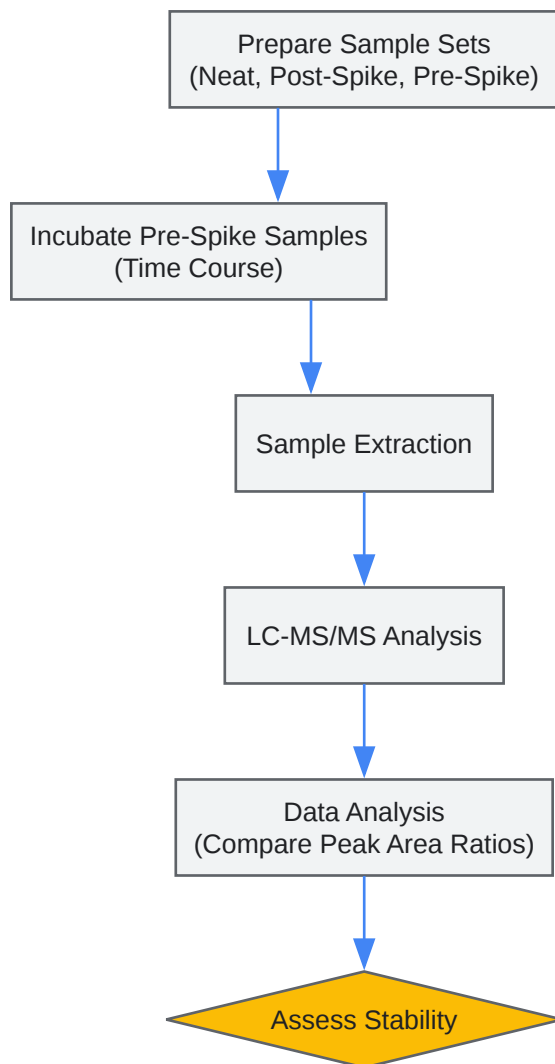 Prepare Sample Sets
(Neat, Post-Spike, Pre-Spike)
Incubate Pre-Spike Samples
(Time Course)
Sample Extraction
LC-MS/MS Analysis
Data Analysis
(Compare Peak Area Ratios)
Assess Stability